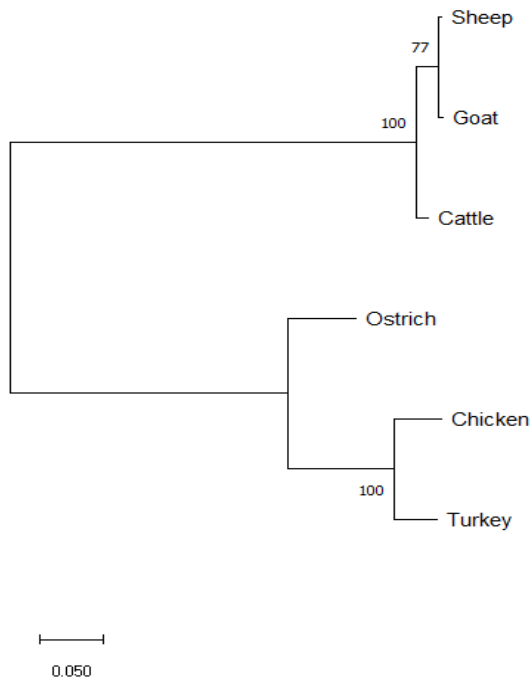 Sheep
77
Goat
100
Cattle
Ostrich
Chicken
100
Turkey
0.050